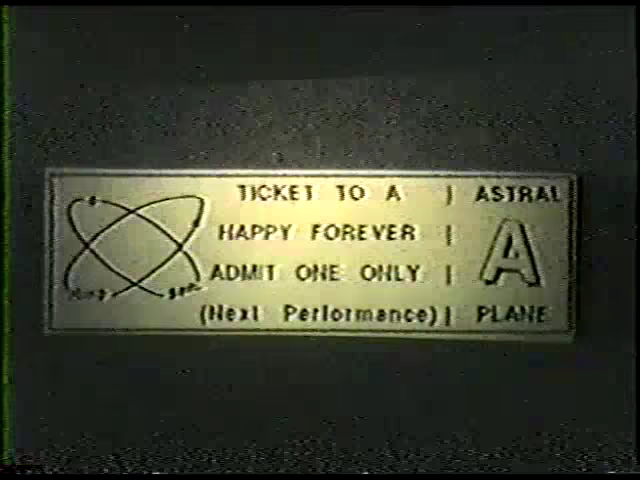 TICKET TO A | ASTRAL
HAPPY FOREVER | A
ADMIT ONE ONLY |
(Next Performance) | PLANE